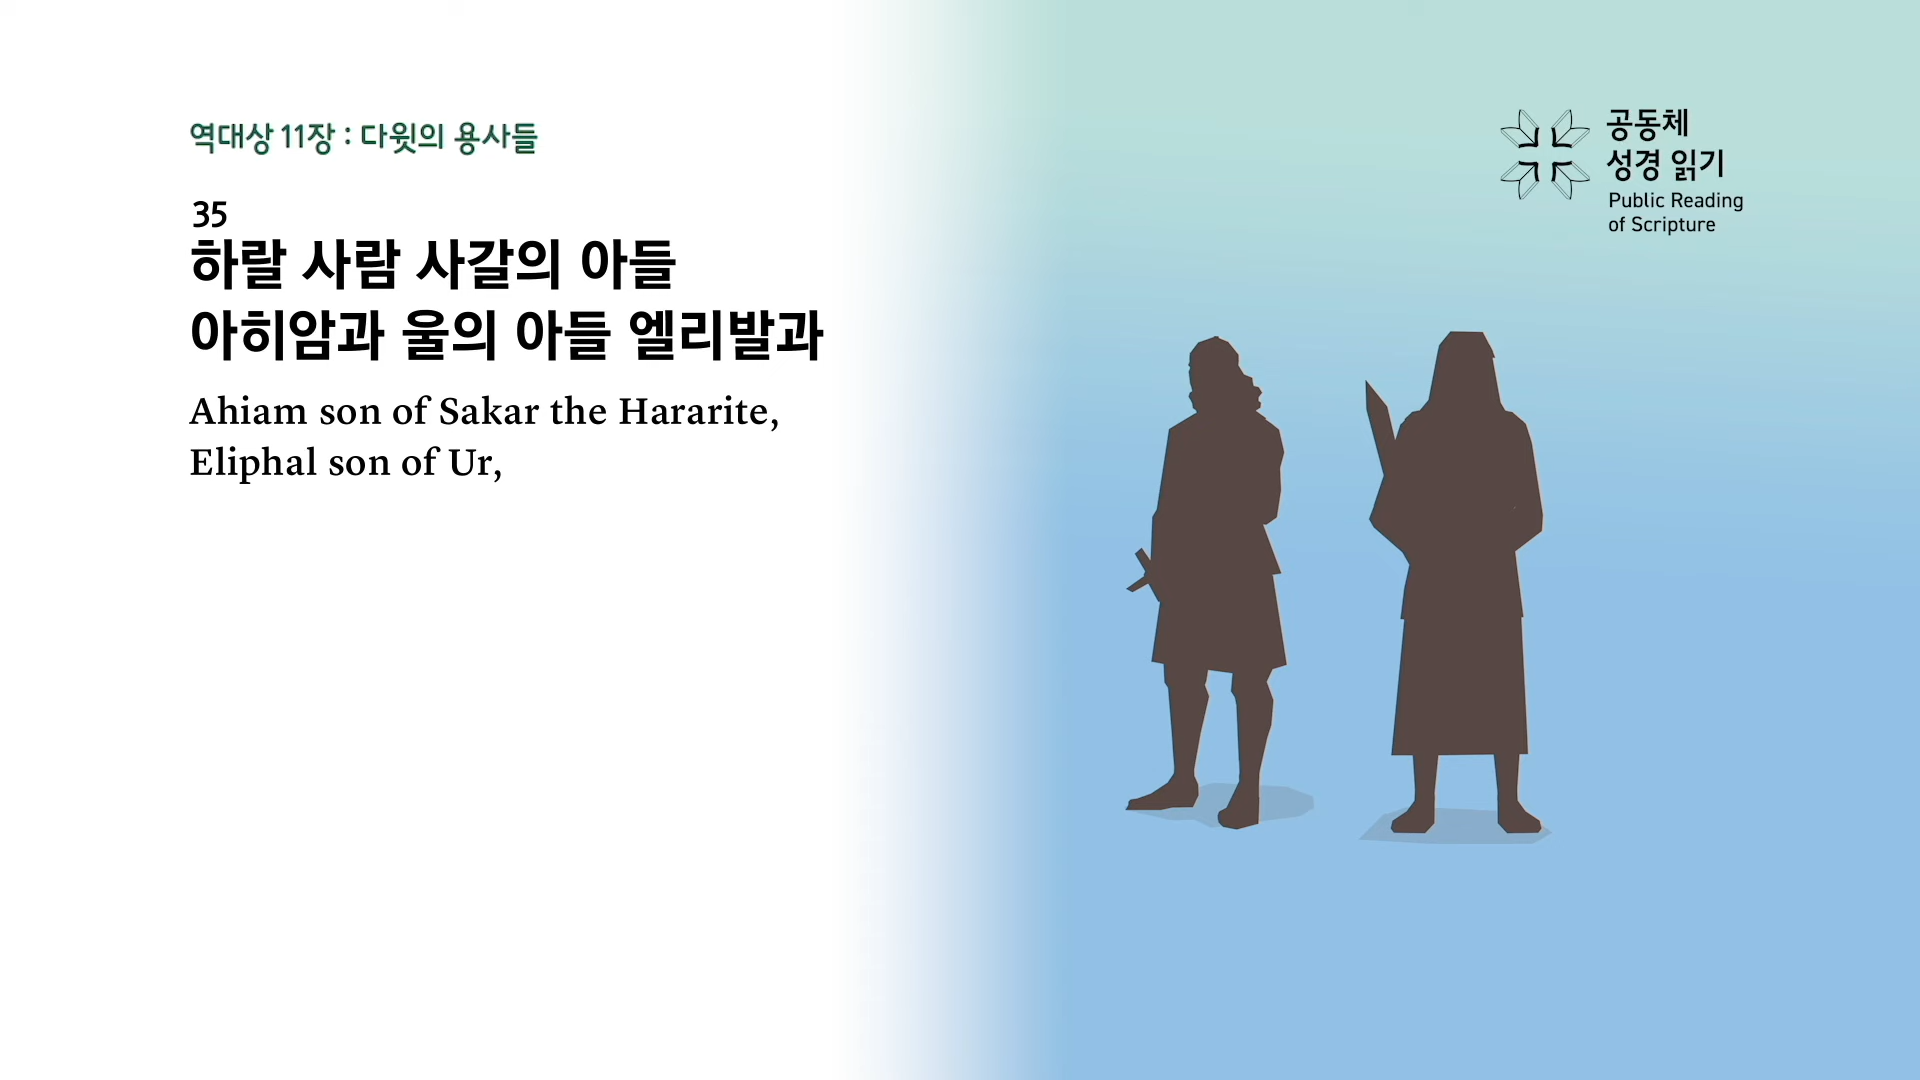 역대상 11장 : 다윗의 용사들
35
하랄 사람 사갈의 아들
아히암과 울의 아들 엘리발과
Ahiam son of Sakar the Hararite,
Eliphal son of Ur,
공동체
성경 읽기
Public Reading
of Scripture